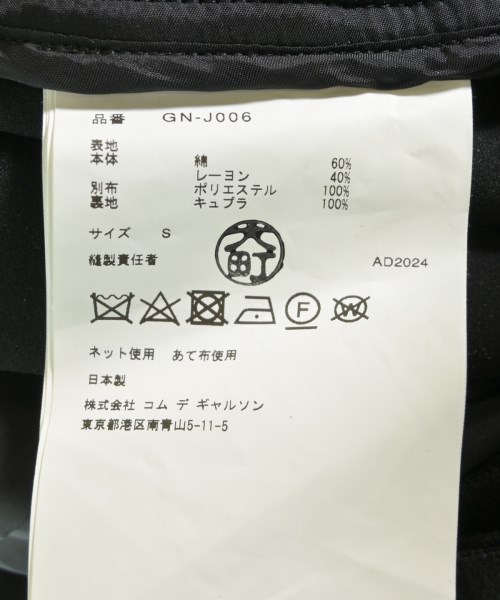 品番 GN-J006
表地
本体 綿 60%
レーヨン 40%
別布 ポリエステル 100%
裏地 キュプラ 100%
サイズ S
縫製責任者 大町 AD2024
F W
ネット使用 あて布使用
日本製
株式会社 コム デ ギャルソン
東京都港区南青山5-11-5